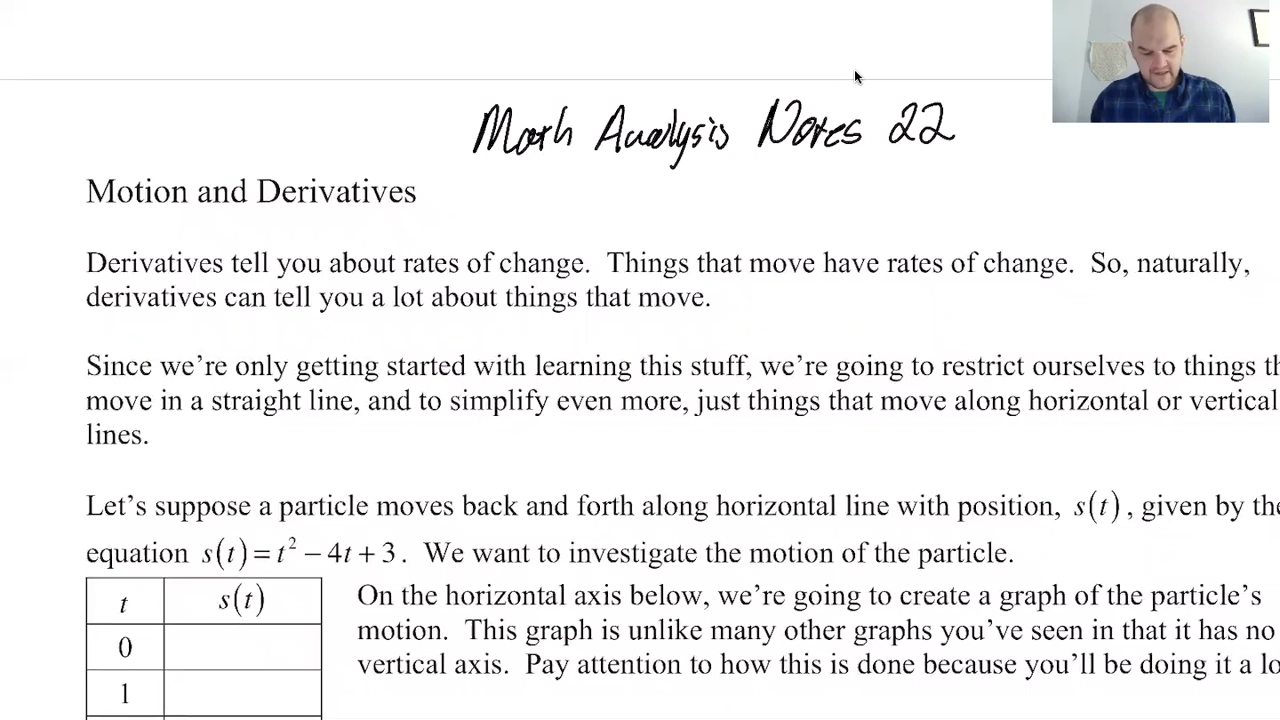 Math Analysis Notes 22
Motion and Derivatives
Derivatives tell you about rates of change. Things that move have rates of change. So, naturally,
derivatives can tell you a lot about things that move.
Since we're only getting started with learning this stuff, we're going to restrict ourselves to things th
move in a straight line, and to simplify even more, just things that move along horizontal or vertical
lines.
Let's suppose a particle moves back and forth along horizontal line with position, s(t), given by the
equation s(t) = t² − 4t + 3. We want to investigate the motion of the particle.
t s(t)
On the horizontal axis below, we're going to create a graph of the particle's
0
motion. This graph is unlike many other graphs you've seen in that it has no
vertical axis. Pay attention to how this is done because you'll be doing it a lo
1